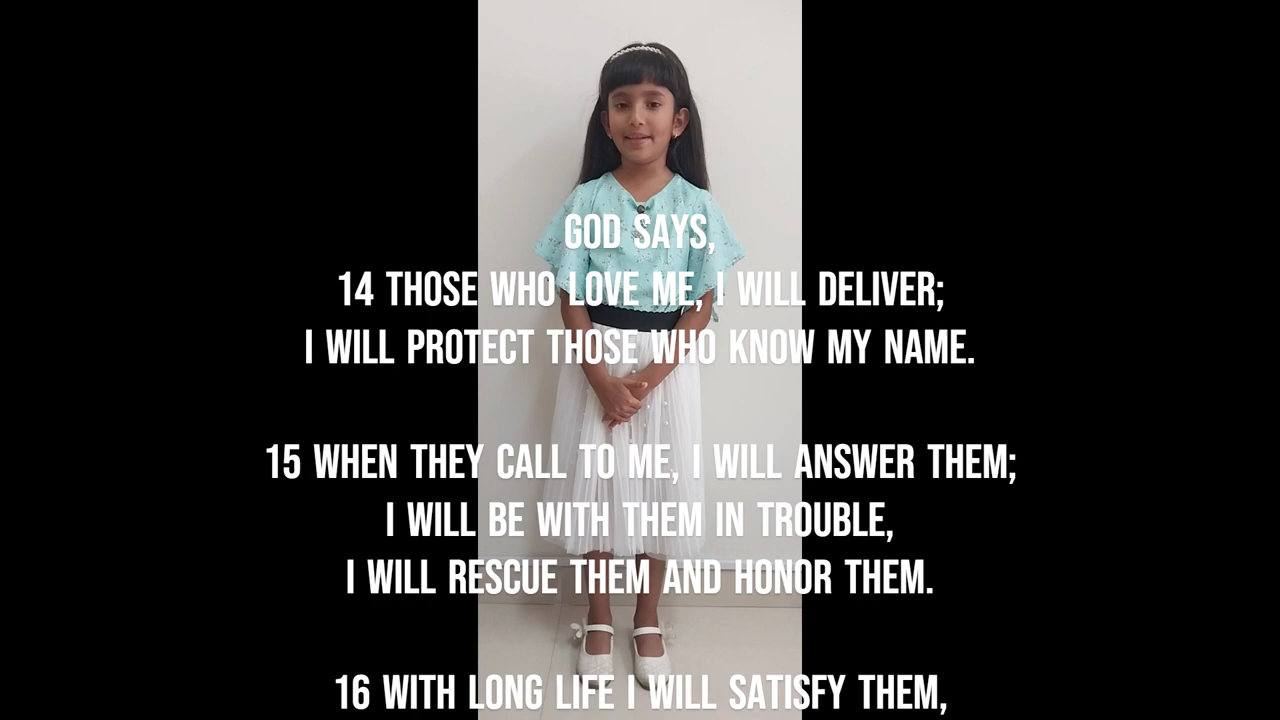 GOD SAYS,
14 THOSE WHO LOVE ME, I WILL DELIVER;
I WILL PROTECT THOSE WHO KNOW MY NAME.
15 WHEN THEY CALL TO ME, I WILL ANSWER THEM;
I WILL BE WITH THEM IN TROUBLE,
I WILL RESCUE THEM AND HONOR THEM.
16 WITH LONG LIFE I WILL SATISFY THEM,